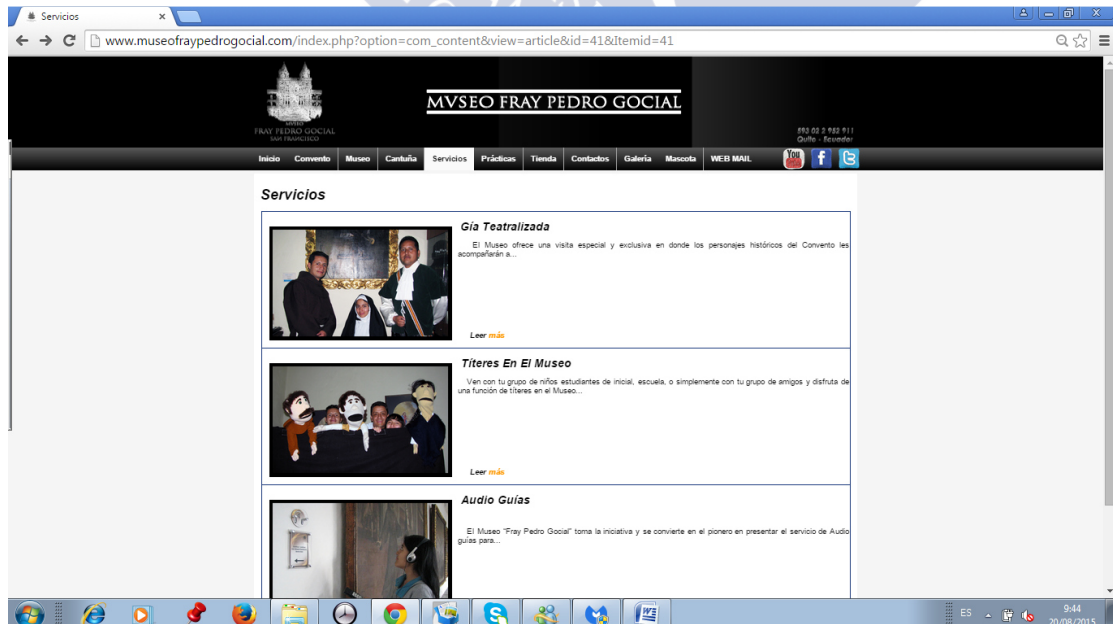 Servicios
www.museofraypedrogocial.com/index.php?option=com_content&view=article&id=41&Itemid=41
MVSEO FRAY PEDRO GOCIAL
MVSEO
FRAY PEDRO GOCIAL
SAN FRANCISCO
593 02 2 952 911
Quito - Ecuador
Inicio Convento Museo Cantuña Servicios Prácticas Tienda Contactos Galería Mascota WEB MAIL You
Servicios
Gía Teatralizada
El Museo ofrece una visita especial y exclusiva en donde los personajes históricos del Convento les
acompañarán a...
Leer más
Títeres En El Museo
Ven con tu grupo de niños estudiantes de inicial, escuela, o simplemente con tu grupo de amigos y disfruta de
una función de títeres en el Museo...
Leer más
Audio Guías
El Museo "Fray Pedro Gocial" toma la iniciativa y se convierte en el pionero en presentar el servicio de Audio
guías para...
ES 9:44
20/08/2015